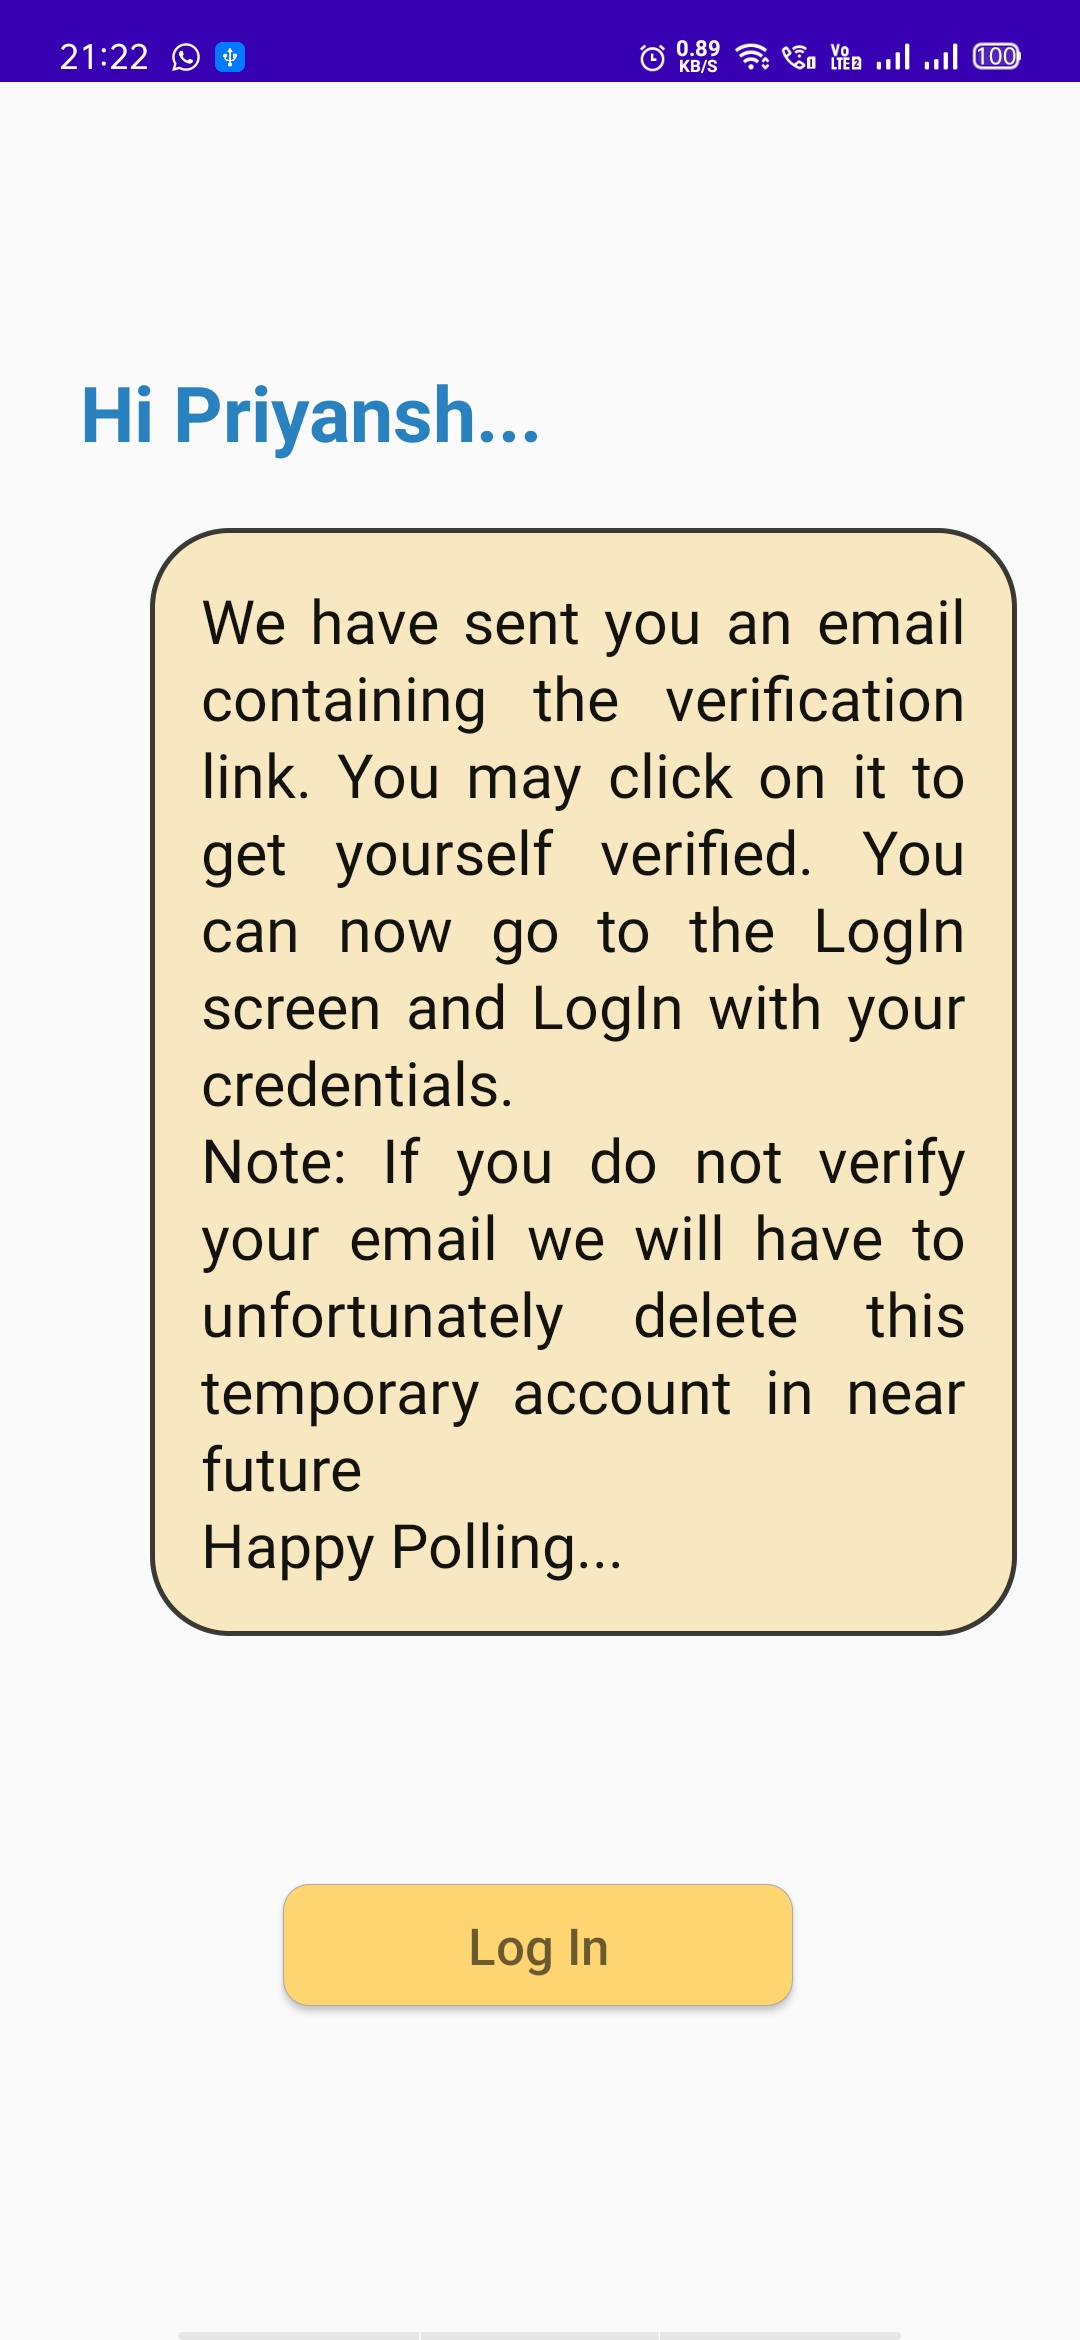 21:22 0.89 KB/S Vo LTE2 100
Hi Priyansh...
We have sent you an email
containing the verification
link. You may click on it to
get yourself verified. You
can now go to the LogIn
screen and LogIn with your
credentials.
Note: If you do not verify
your email we will have to
unfortunately delete this
temporary account in near
future
Happy Polling...
Log In